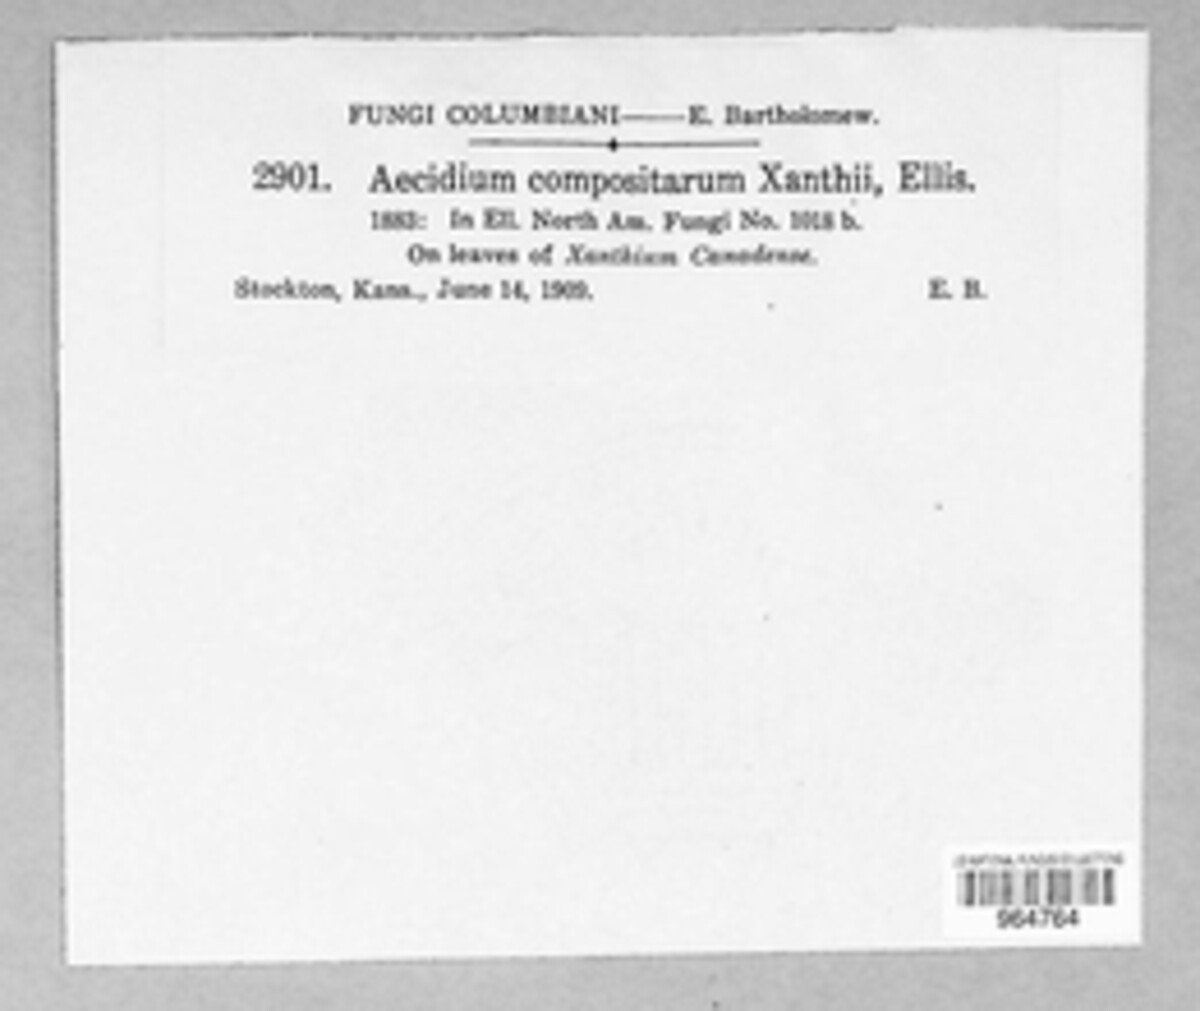 FUNGI COLUMBIANI——E. Bartholomew.
2901. Aecidium compositarum Xanthii, Ellis.
1883: In Ell. North Am. Fungi No. 1018 b.
On leaves of Xanthium Canadense.
Stockton, Kans., June 14, 1909. E. B.
964764